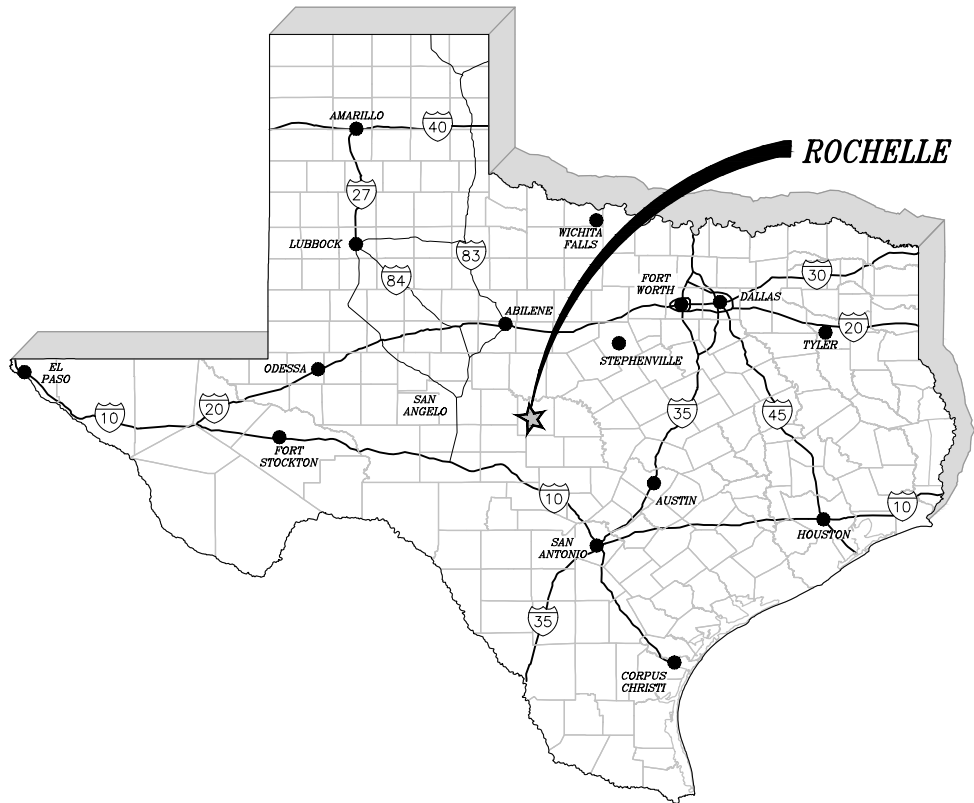 AMARILLO
40
ROCHELLE
27
WICHITA
FALLS
LUBBOCK
83
84
30
FORT
WORTH
DALLAS
ABILENE
20
TYLER
STEPHENVILLE
EL
PASO
ODESSA
SAN
ANGELO
10
20
35
45
FORT
STOCKTON
10
AUSTIN
10
HOUSTON
SAN
ANTONIO
35
CORPUS
CHRISTI